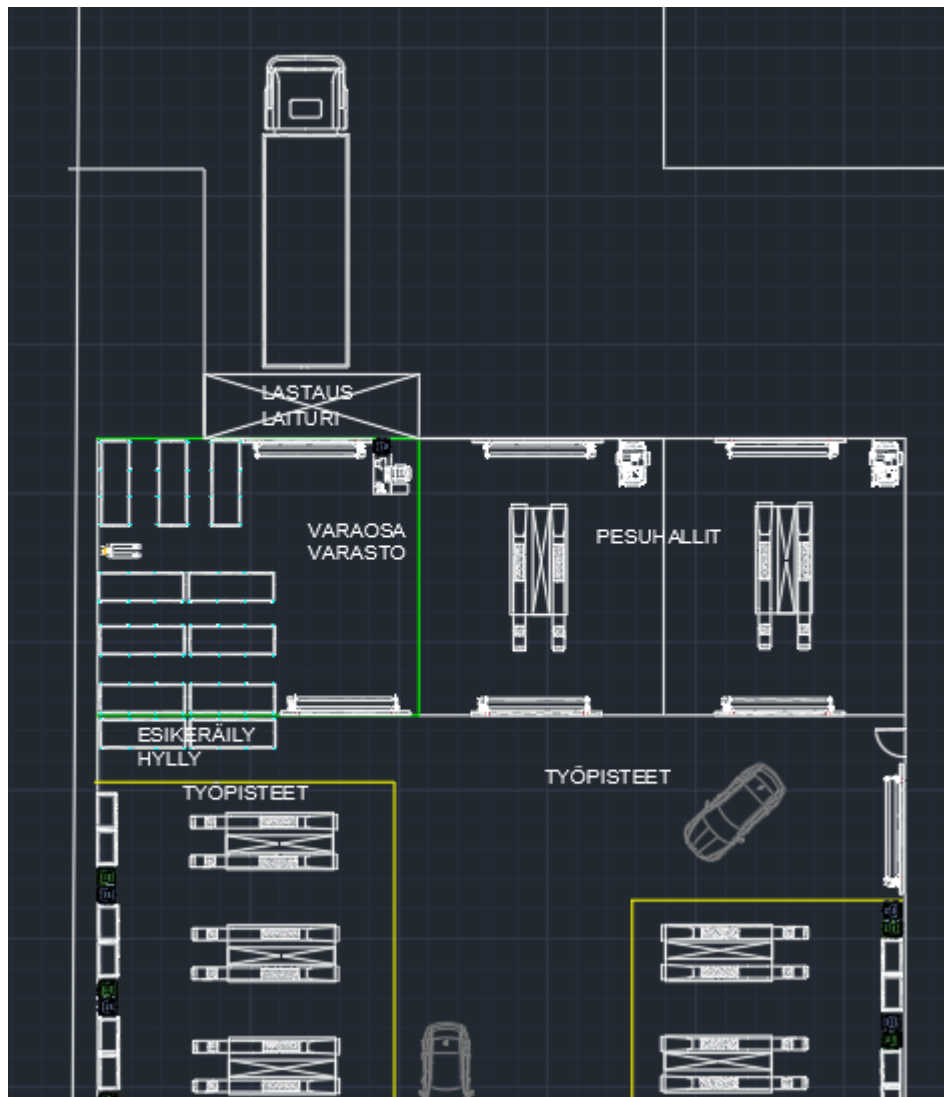 LASTAUS
LAITURI
VARAOSA
VARASTO
PESUHALLIT
ESIKERÄILY
HYLLY
TYÖPISTEET
TYÖPISTEET